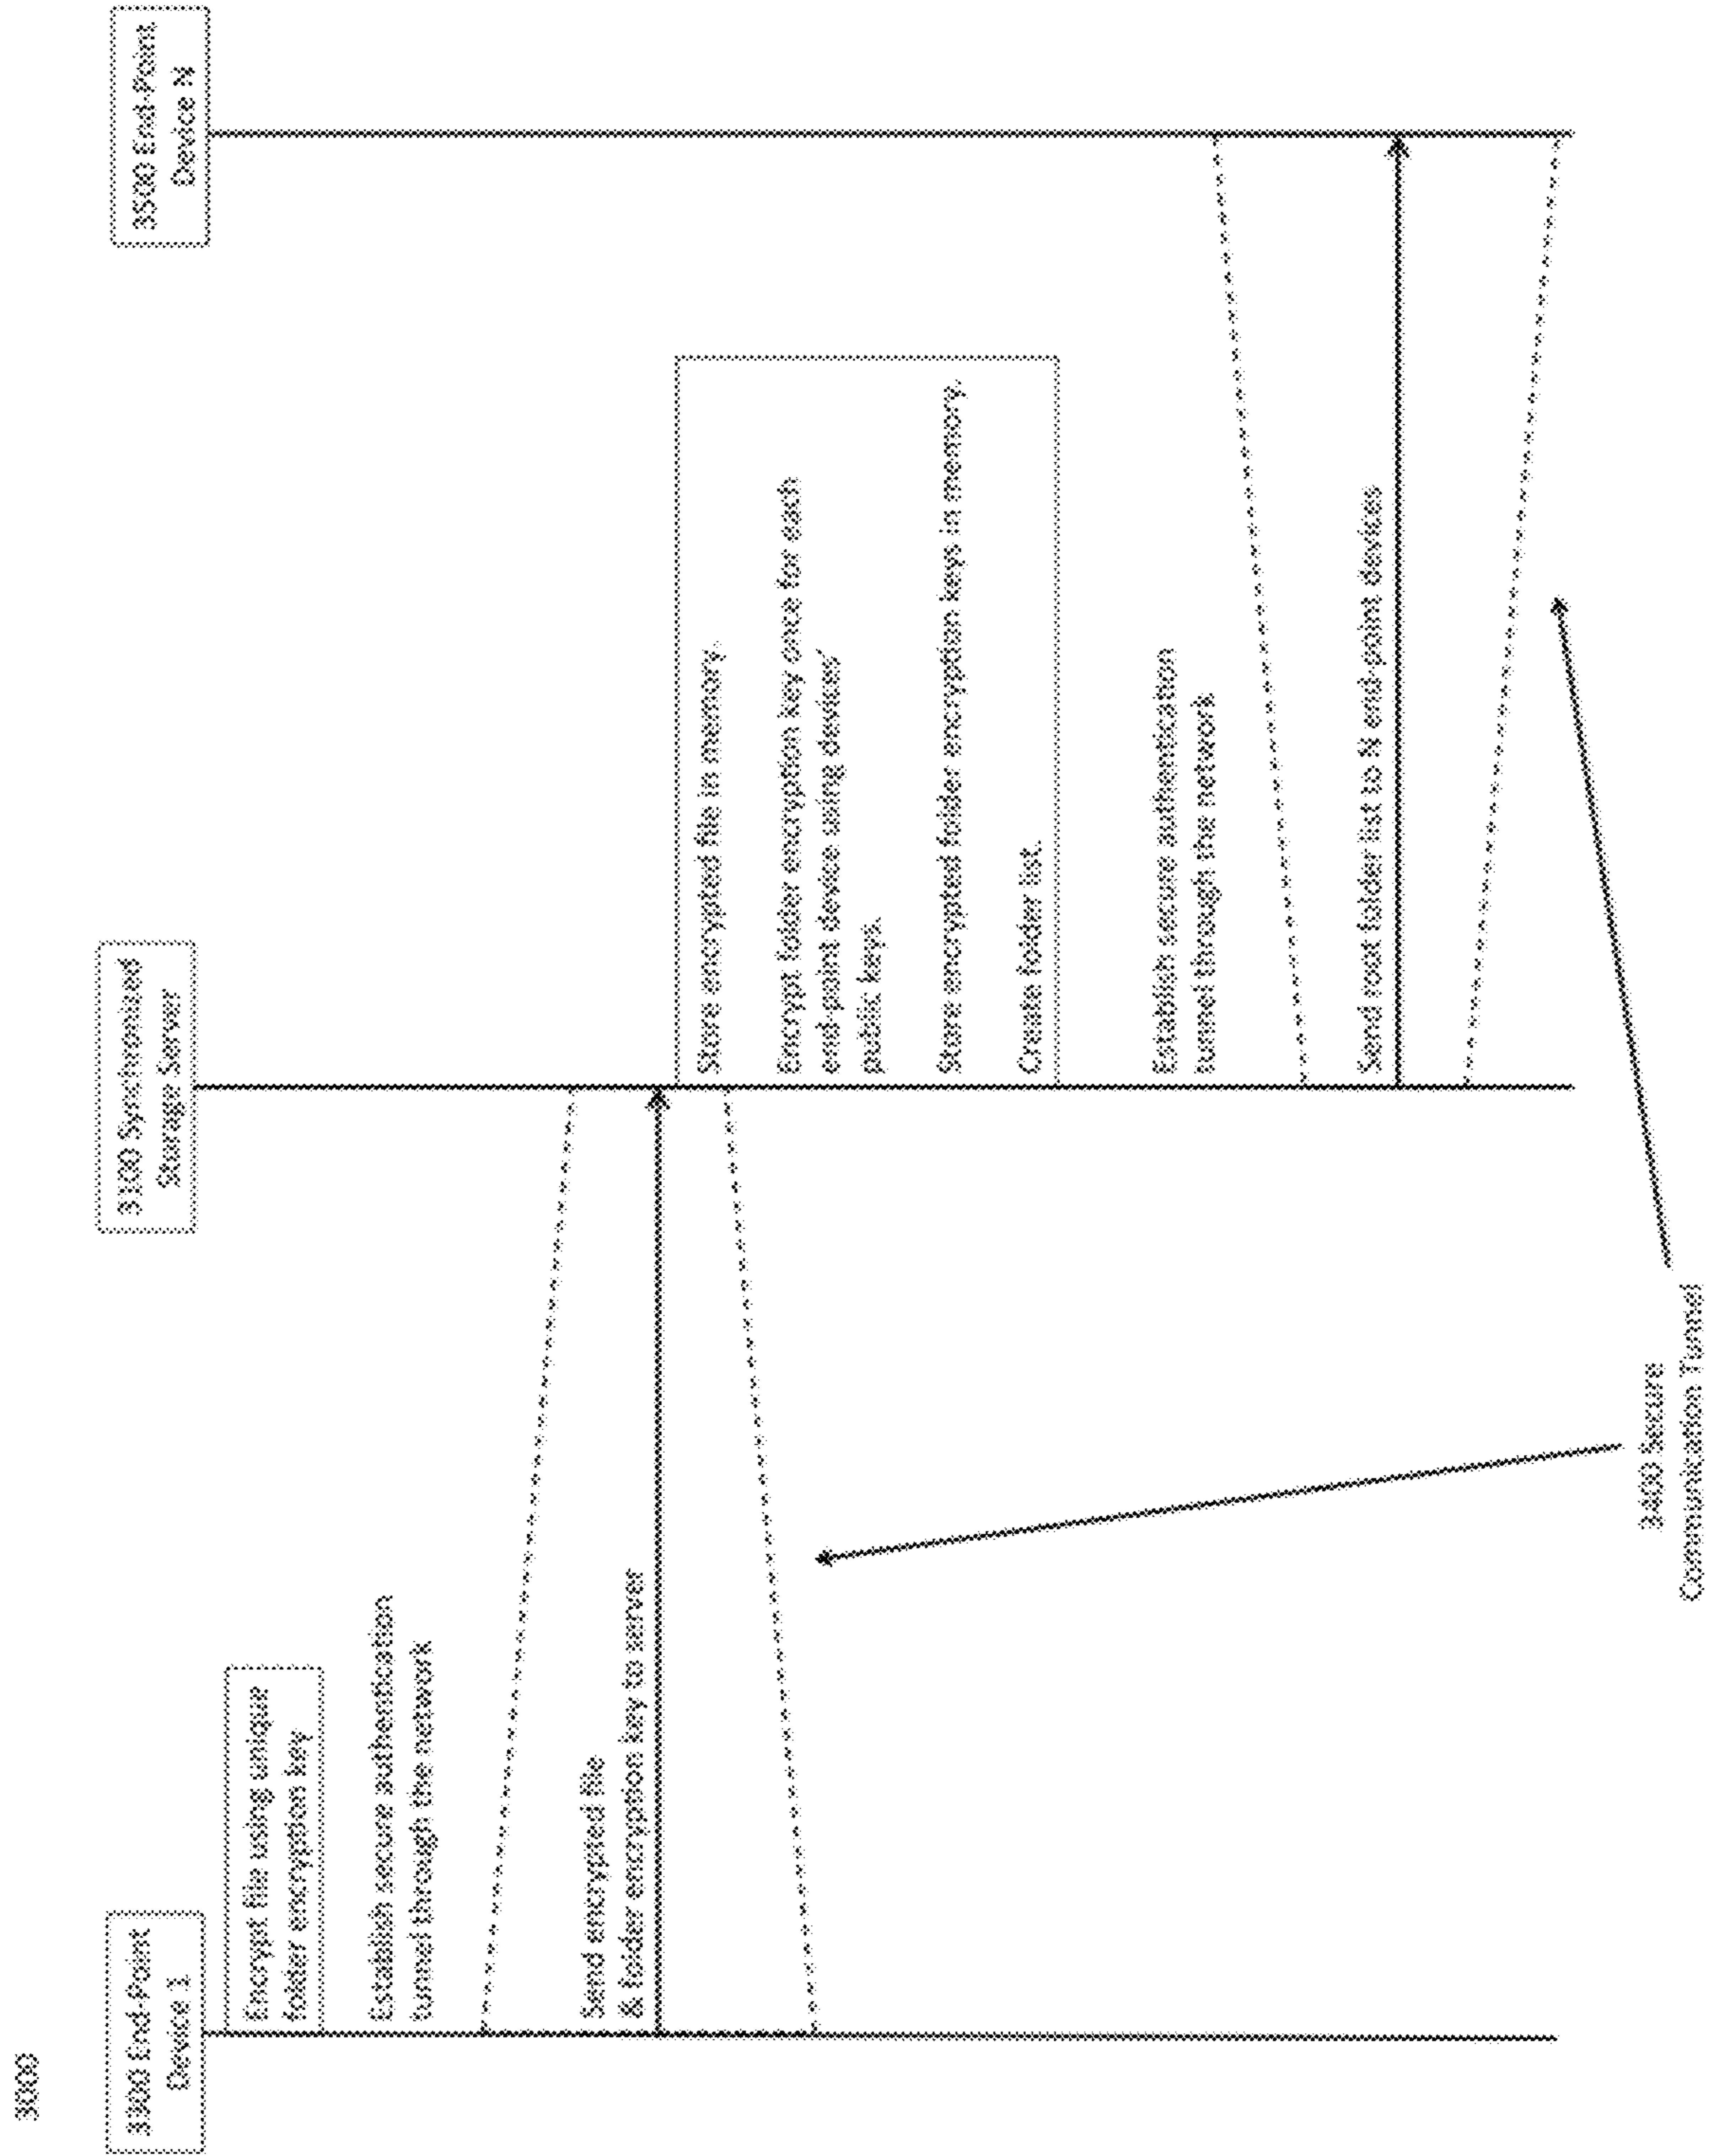 3000
3300 End-Point
Device 1
3100 Synchronised
Storage Server
3500 End-Point
Device N
Encrypt file using unique
folder encryption key
Establish secure authentication
tunnel through the network
Send encrypted file
& folder encryption key to server
Store encrypted file in memory.
Encrypt folder encryption key once for each
end-point device using devices'
public keys.
Store encrypted folder encryption keys in memory.
Create folder list.
Establish secure authentication
tunnel through the network
Send root folder list to N end-point devices
3400 Secure
Communication Tunnel